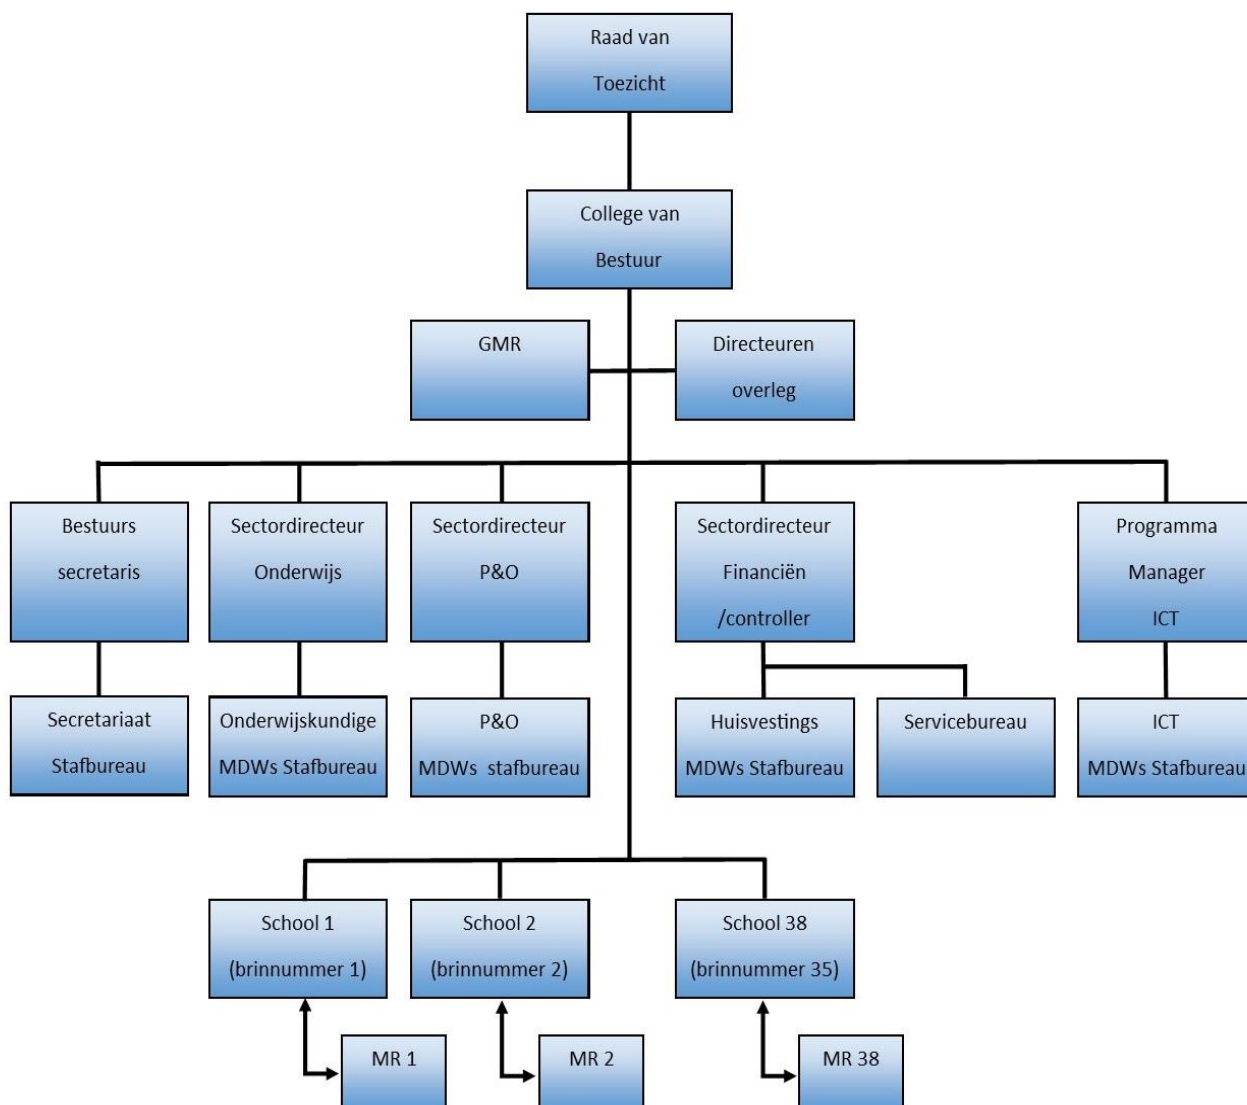 Raad van
Toezicht
College van
Bestuur
GMR
Directeuren
overleg
Bestuurs
secretaris
Sectordirecteur
Onderwijs
Sectordirecteur
P&O
Sectordirecteur
Financiën
/controller
Programma
Manager
ICT
Secretariaat
Stafbureau
Onderwijskundige
MDWs Stafbureau
P&O
MDWs stafbureau
Huisvestings
MDWs Stafbureau
Servicebureau
ICT
MDWs Stafbureau
School 1
(brinnummer 1)
School 2
(brinnummer 2)
School 38
(brinnummer 35)
MR 1
MR 2
MR 38